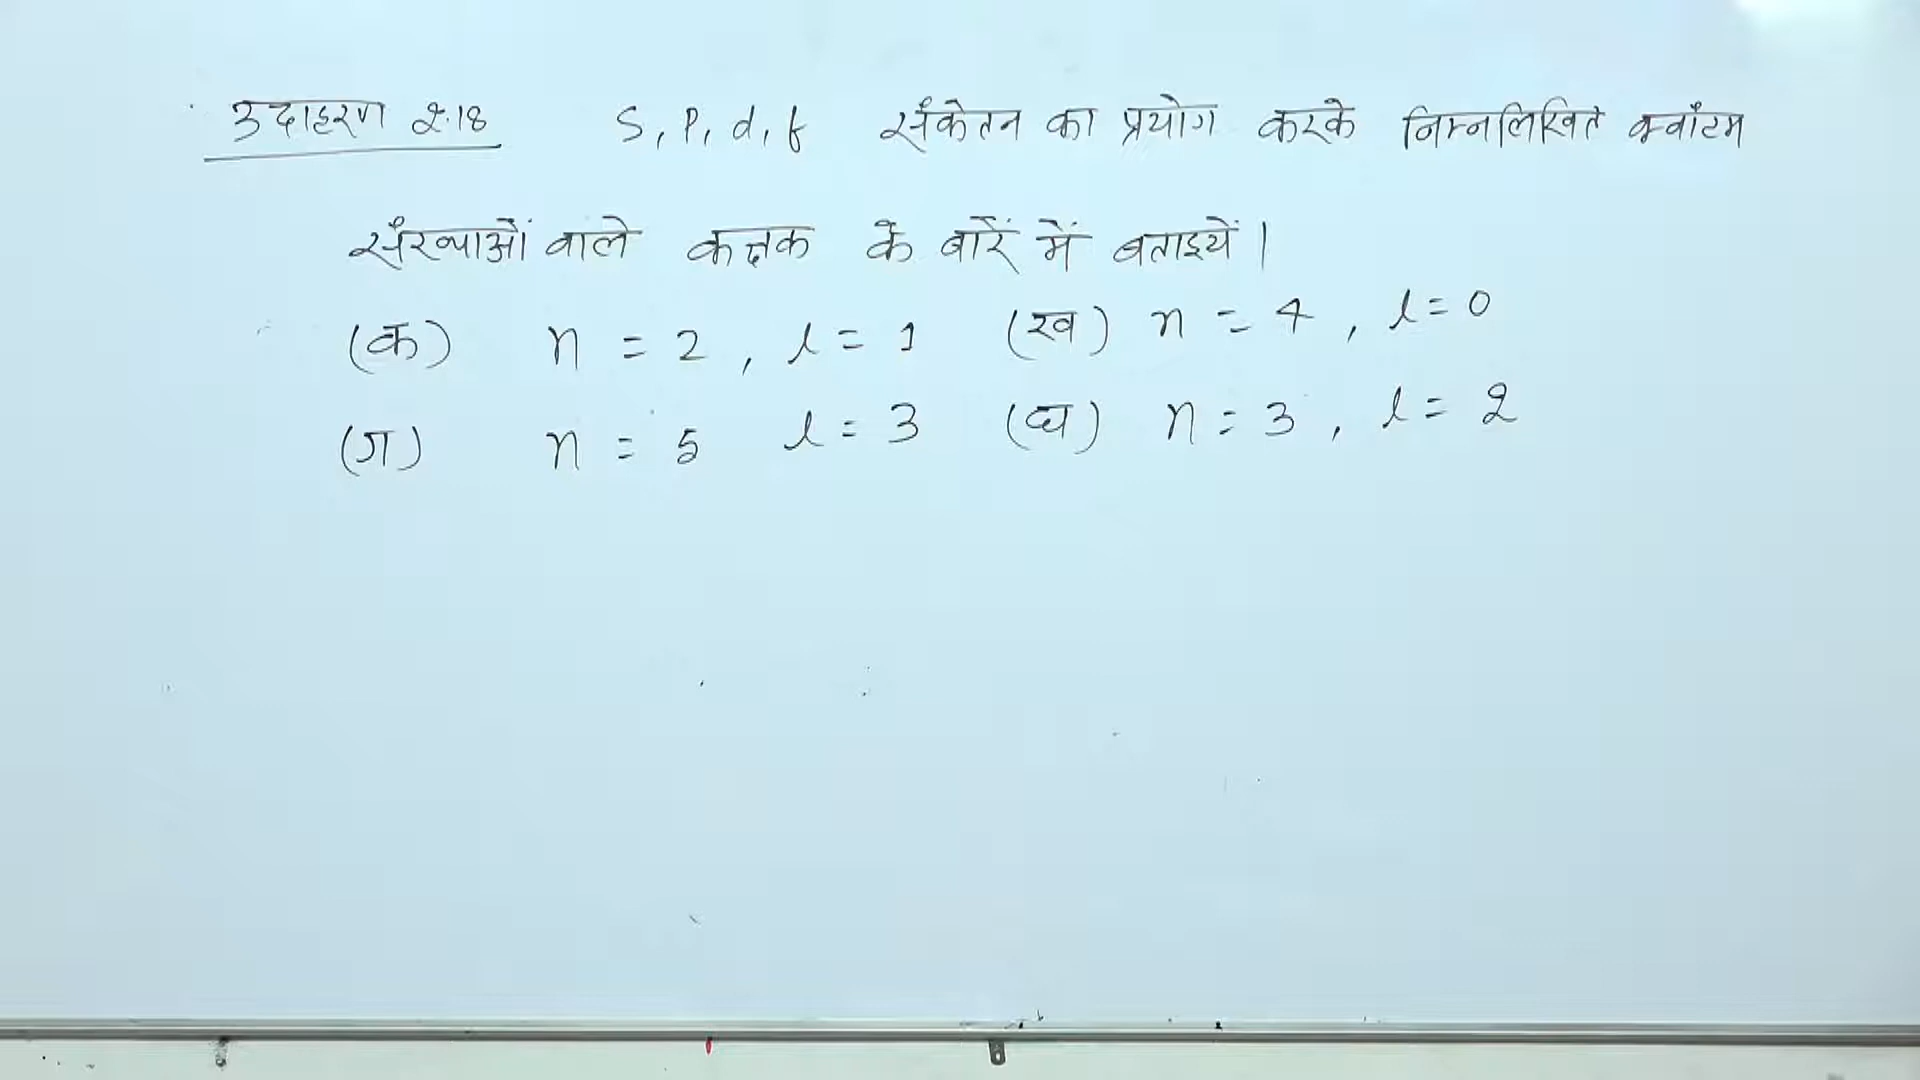 उदाहरण 2.18 s, p, d, f संकेतन का प्रयोग करके निम्नलिखित क्वांटम
संख्याओं वाले कक्षक के बारें में बताइयें।
(क) n = 2, l = 1 (ख) n = 4, l = 0
(ग) n = 5 l = 3 (घ) n = 3, l = 2